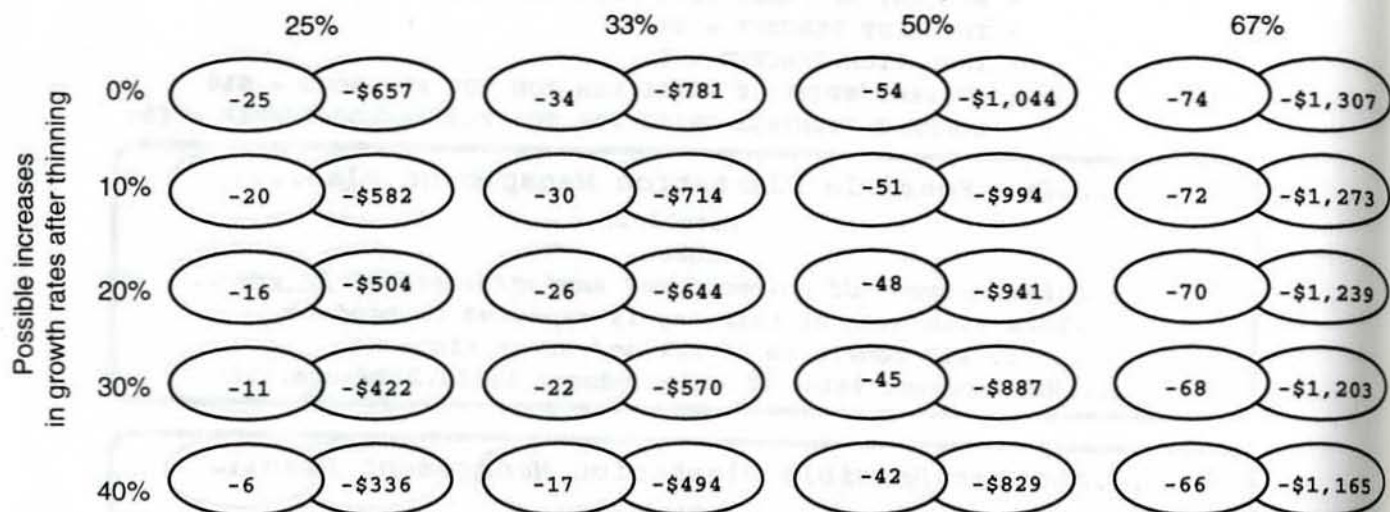 25% 33% 50% 67%
Possible increases
in growth rates after thinning
0% -25 -$657 -34 -$781 -54 -$1,044 -74 -$1,307
10% -20 -$582 -30 -$714 -51 -$994 -72 -$1,273
20% -16 -$504 -26 -$644 -48 -$941 -70 -$1,239
30% -11 -$422 -22 -$570 -45 -$887 -68 -$1,203
40% -6 -$336 -17 -$494 -42 -$829 -66 -$1,165